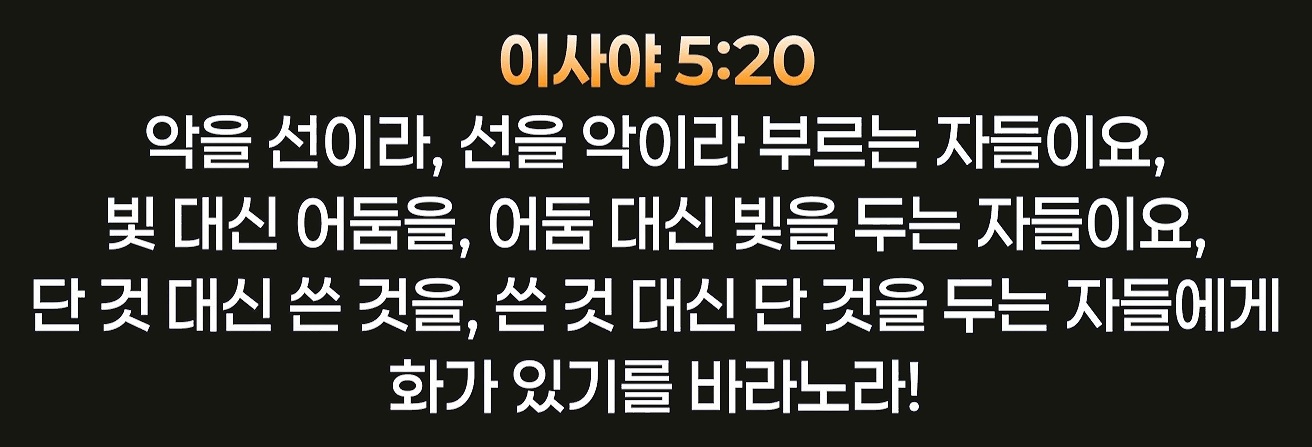 이사야 5:20
악을 선이라, 선을 악이라 부르는 자들이요,
빛 대신 어둠을, 어둠 대신 빛을 두는 자들이요,
단 것 대신 쓴 것을, 쓴 것 대신 단 것을 두는 자들에게
화가 있기를 바라노라!